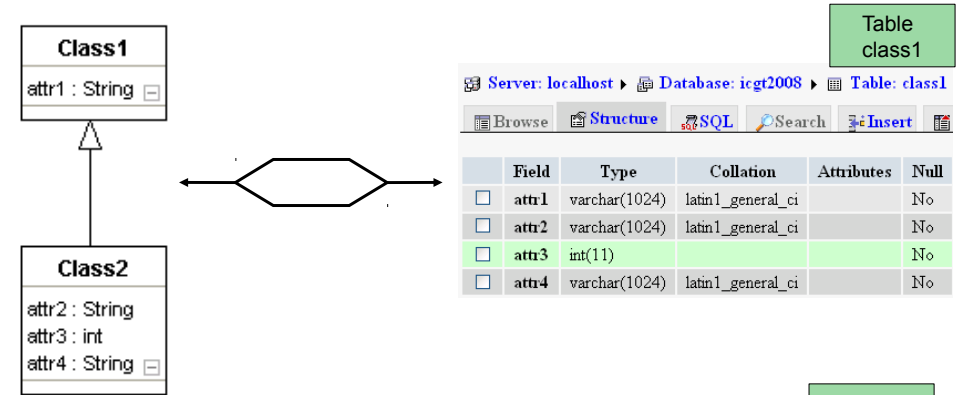 Class1
attr1 : String
Class2
attr2 : String
attr3 : int
attr4 : String
Table
class1
Server: localhost Database: icgt2008 Table: class1
Browse Structure SQL Search Insert
Field Type Collation Attributes Null
attr1 varchar(1024) latin1_general_ci No
attr2 varchar(1024) latin1_general_ci No
attr3 int(11) No
attr4 varchar(1024) latin1_general_ci No